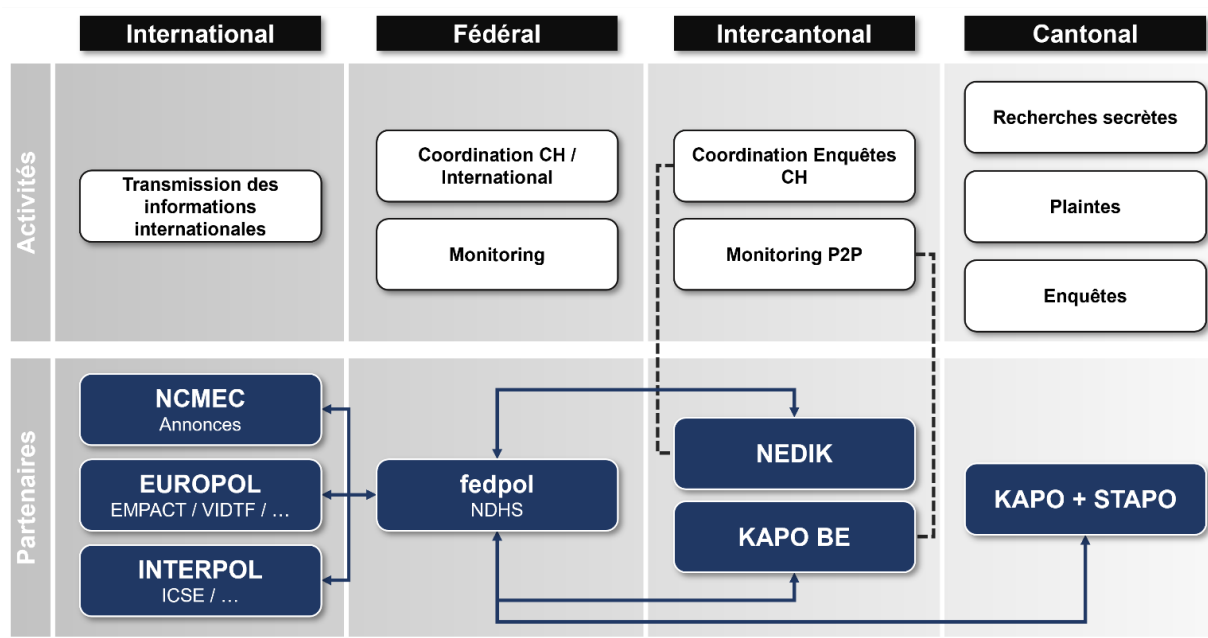 International
Fédéral
Intercantonal
Cantonal
Activités
Transmission des
informations
internationales
Coordination CH /
International
Monitoring
Coordination Enquêtes
CH
Monitoring P2P
Recherches secrètes
Plaintes
Enquêtes
Partenaires
NCMEC
Annonces
EUROPOL
EMPACT / VIDTF / …
INTERPOL
ICSE / …
fedpol
NDHS
NEDIK
KAPO BE
KAPO + STAPO